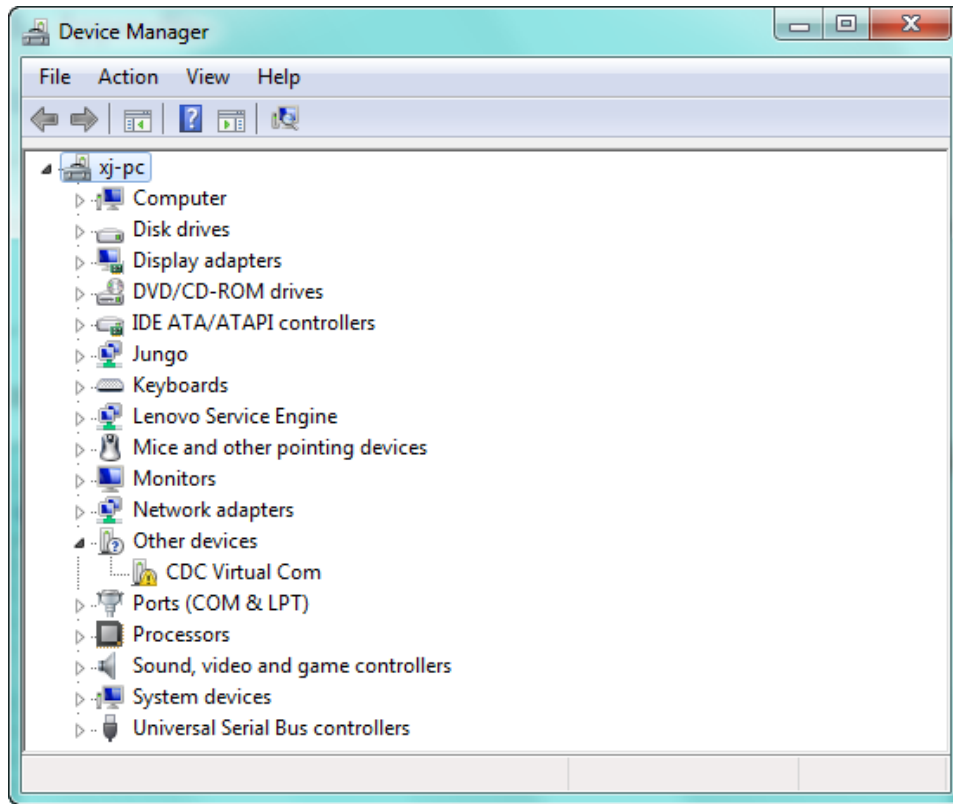 Device Manager
File Action View Help
xj-pc
Computer
Disk drives
Display adapters
DVD/CD-ROM drives
IDE ATA/ATAPI controllers
Jungo
Keyboards
Lenovo Service Engine
Mice and other pointing devices
Monitors
Network adapters
Other devices
CDC Virtual Com
Ports (COM & LPT)
Processors
Sound, video and game controllers
System devices
Universal Serial Bus controllers